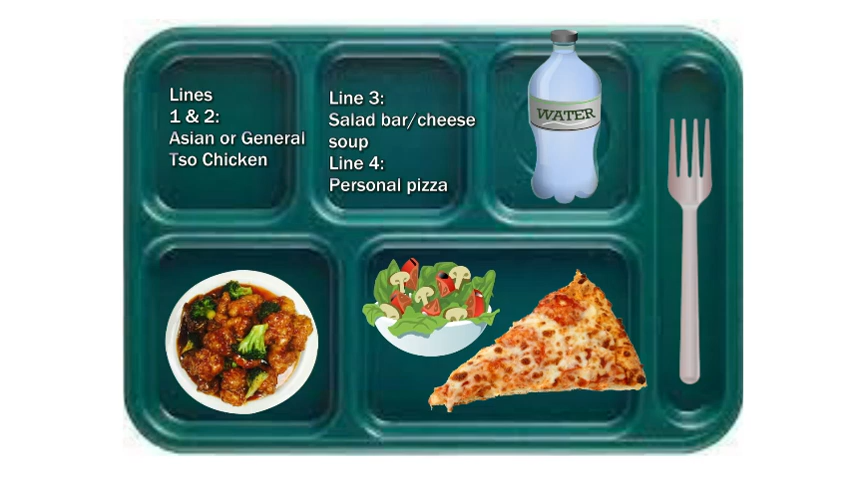 Lines
1 & 2:
Asian or General
Tso Chicken
Line 3:
Salad bar/cheese
soup
Line 4:
Personal pizza
WATER